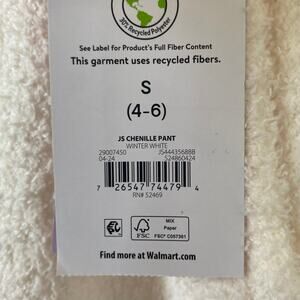 30% Recycled Polyester
See Label for Product's Full Fiber Content
This garment uses recycled fibers.
S
(4-6)
JS CHENILLE PANT
WINTER WHITE
29007450 JS444356BBB
04-24 524860424
7 26547 74479 4
RN# 52469
FSC
MIX
Paper
FSC® C057361
Find more at Walmart.com